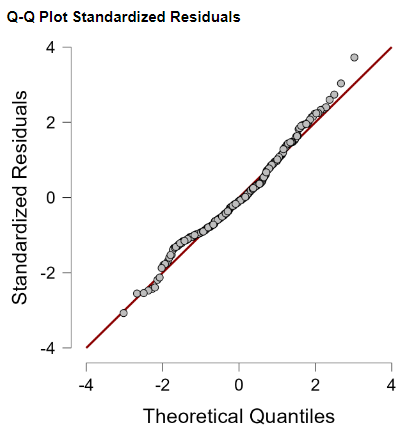 Q-Q Plot Standardized Residuals
4
2
0
-2
-4
Standardized Residuals
-4 -2 0 2 4
Theoretical Quantiles